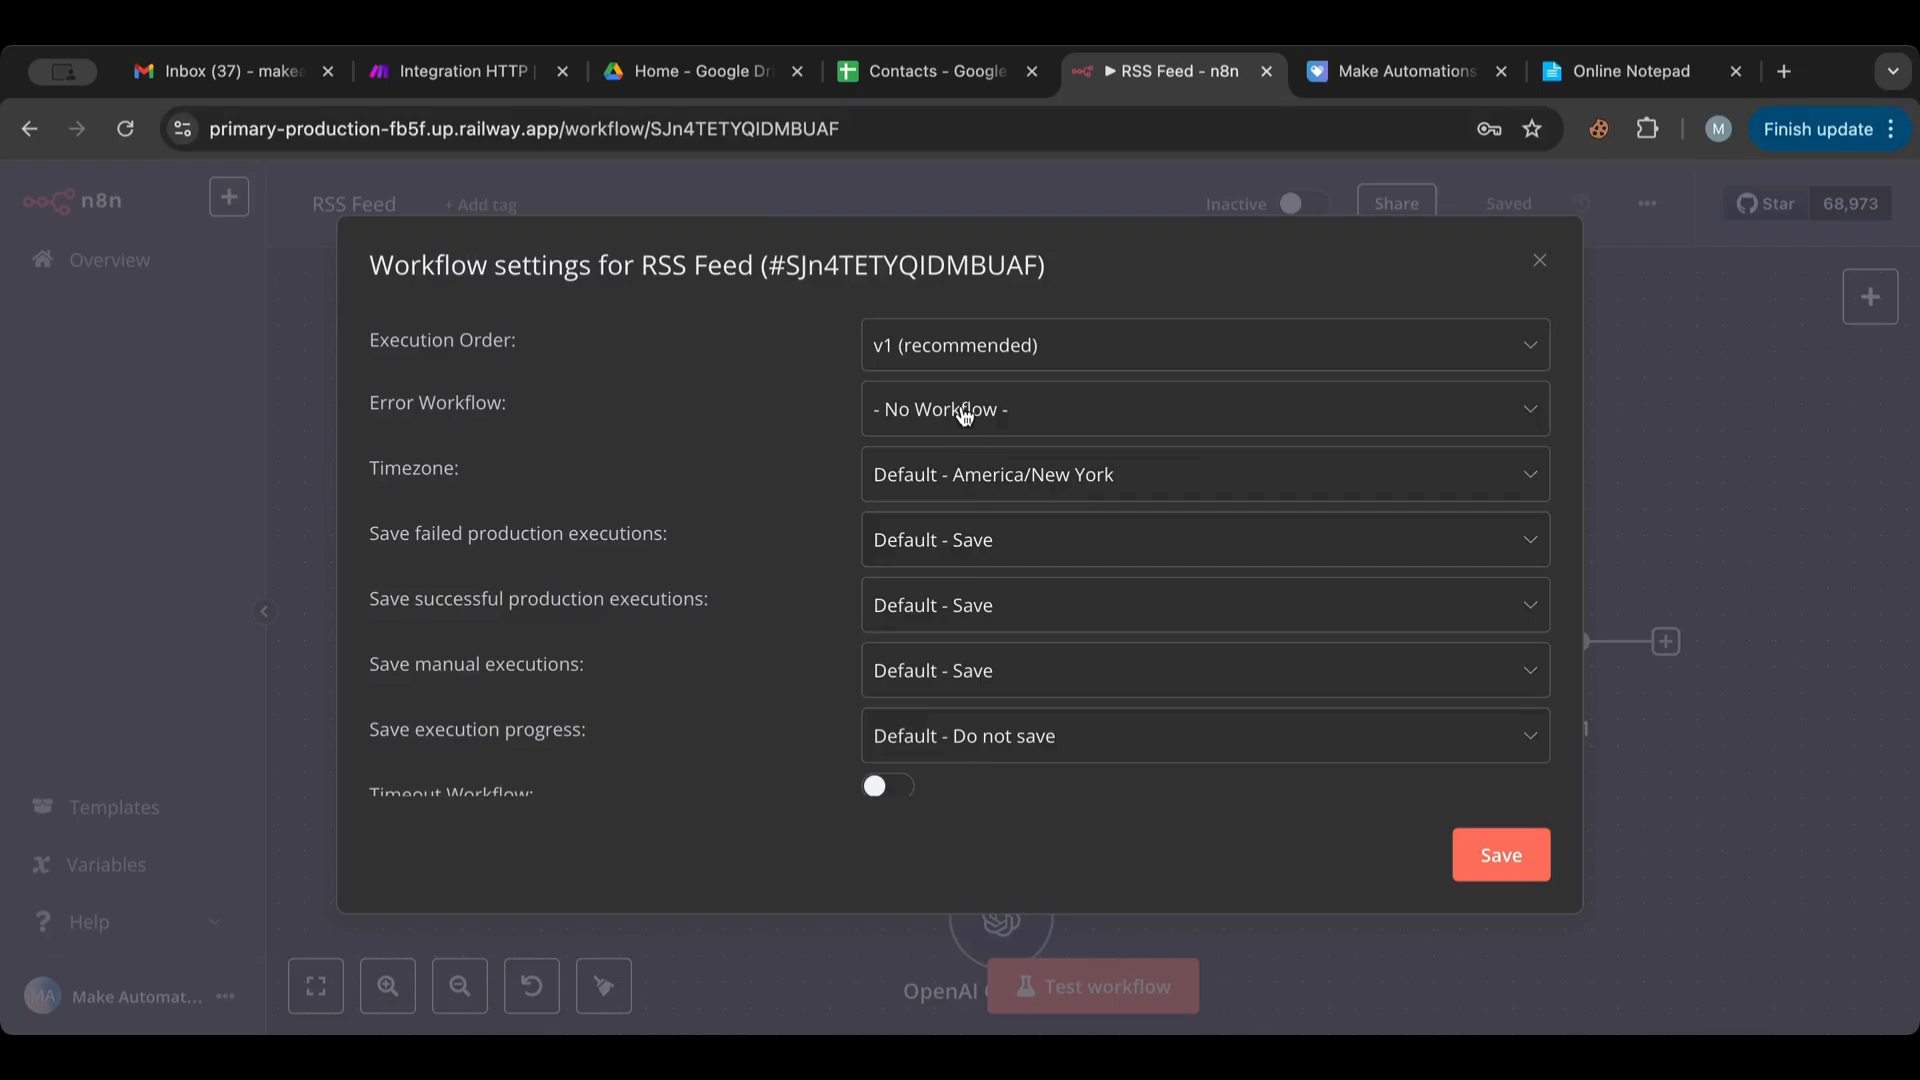 Inbox (37) - makea
Integration HTTP
Home - Google Dri
Contacts - Google
RSS Feed - n8n
Make Automations
Online Notepad
primary-production-fb5f.up.railway.app/workflow/SJn4TETYQIDMBUAF
M
Finish update
n8n
RSS Feed
+ Add tag
Inactive
Share
Saved
Star
68,973
Overview
Workflow settings for RSS Feed (#SJn4TETYQIDMBUAF)
Execution Order:
v1 (recommended)
Error Workflow:
- No Workflow -
Timezone:
Default - America/New York
Save failed production executions:
Default - Save
Save successful production executions:
Default - Save
Save manual executions:
Default - Save
Save execution progress:
Default - Do not save
Timeout Workflow:
Save
Templates
Variables
Help
MA
Make Automat...
OpenAI
Test workflow